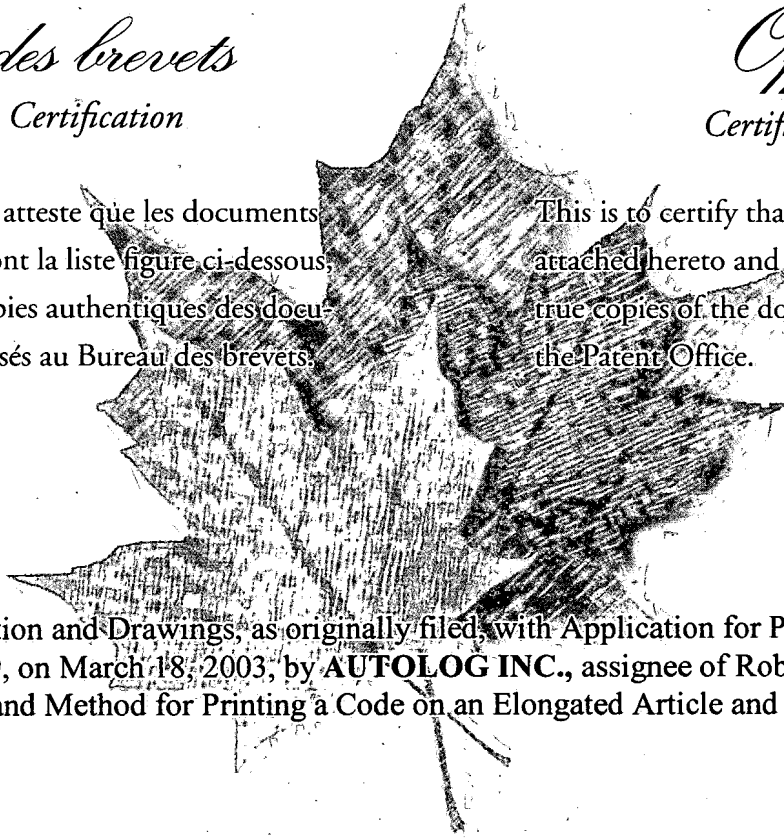 des brevets
Certification
atteste que les documents
ont la liste figure ci-dessous,
pies authentiques des docu-
sés au Bureau des brevets.
Certif
This is to certify tha
attached hereto and
true copies of the do
the Patent Office.
tion and Drawings, as originally filed, with Application for P
, on March 18, 2003, by AUTOLOG INC., assignee of Rob
and Method for Printing a Code on an Elongated Article and